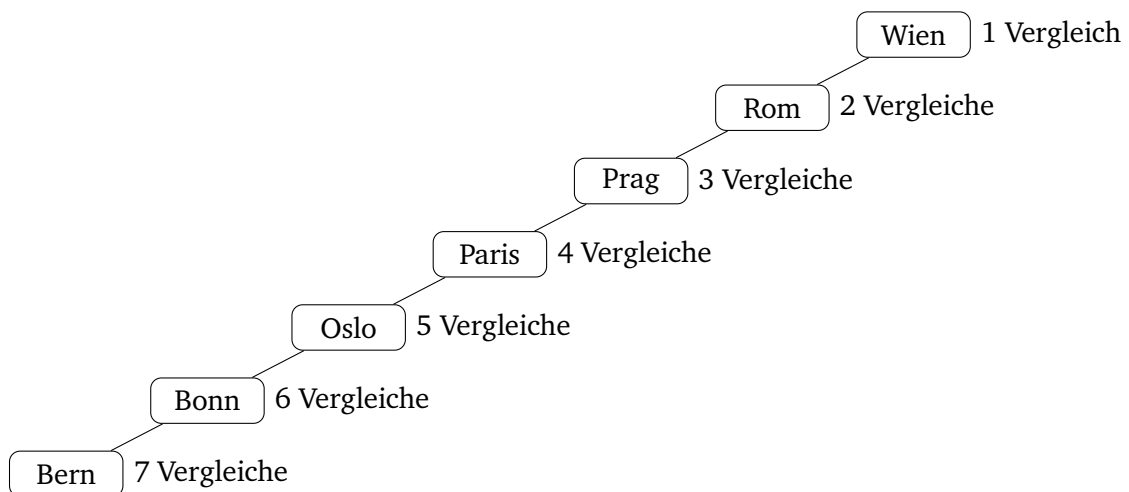 Wien 1 Vergleich
Rom 2 Vergleiche
Prag 3 Vergleiche
Paris 4 Vergleiche
Oslo 5 Vergleiche
Bonn 6 Vergleiche
Bern 7 Vergleiche